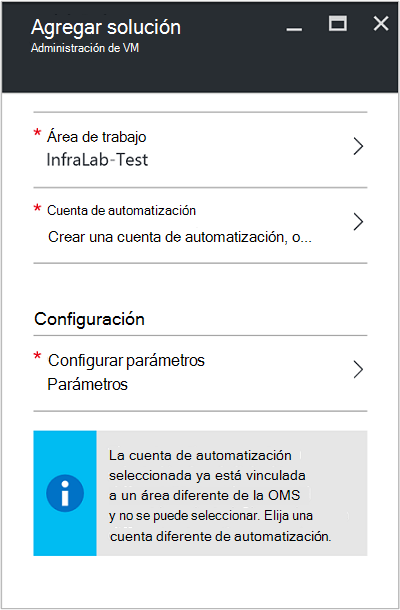 Agregar solución
Administración de VM
* Área de trabajo
InfraLab-Test
* Cuenta de automatización
Crear una cuenta de automatización, o...
Configuración
* Configurar parámetros
Parámetros
La cuenta de automatización
seleccionada ya está vinculada
a un área diferente de la OMS
y no se puede seleccionar. Elija una
cuenta diferente de automatización.